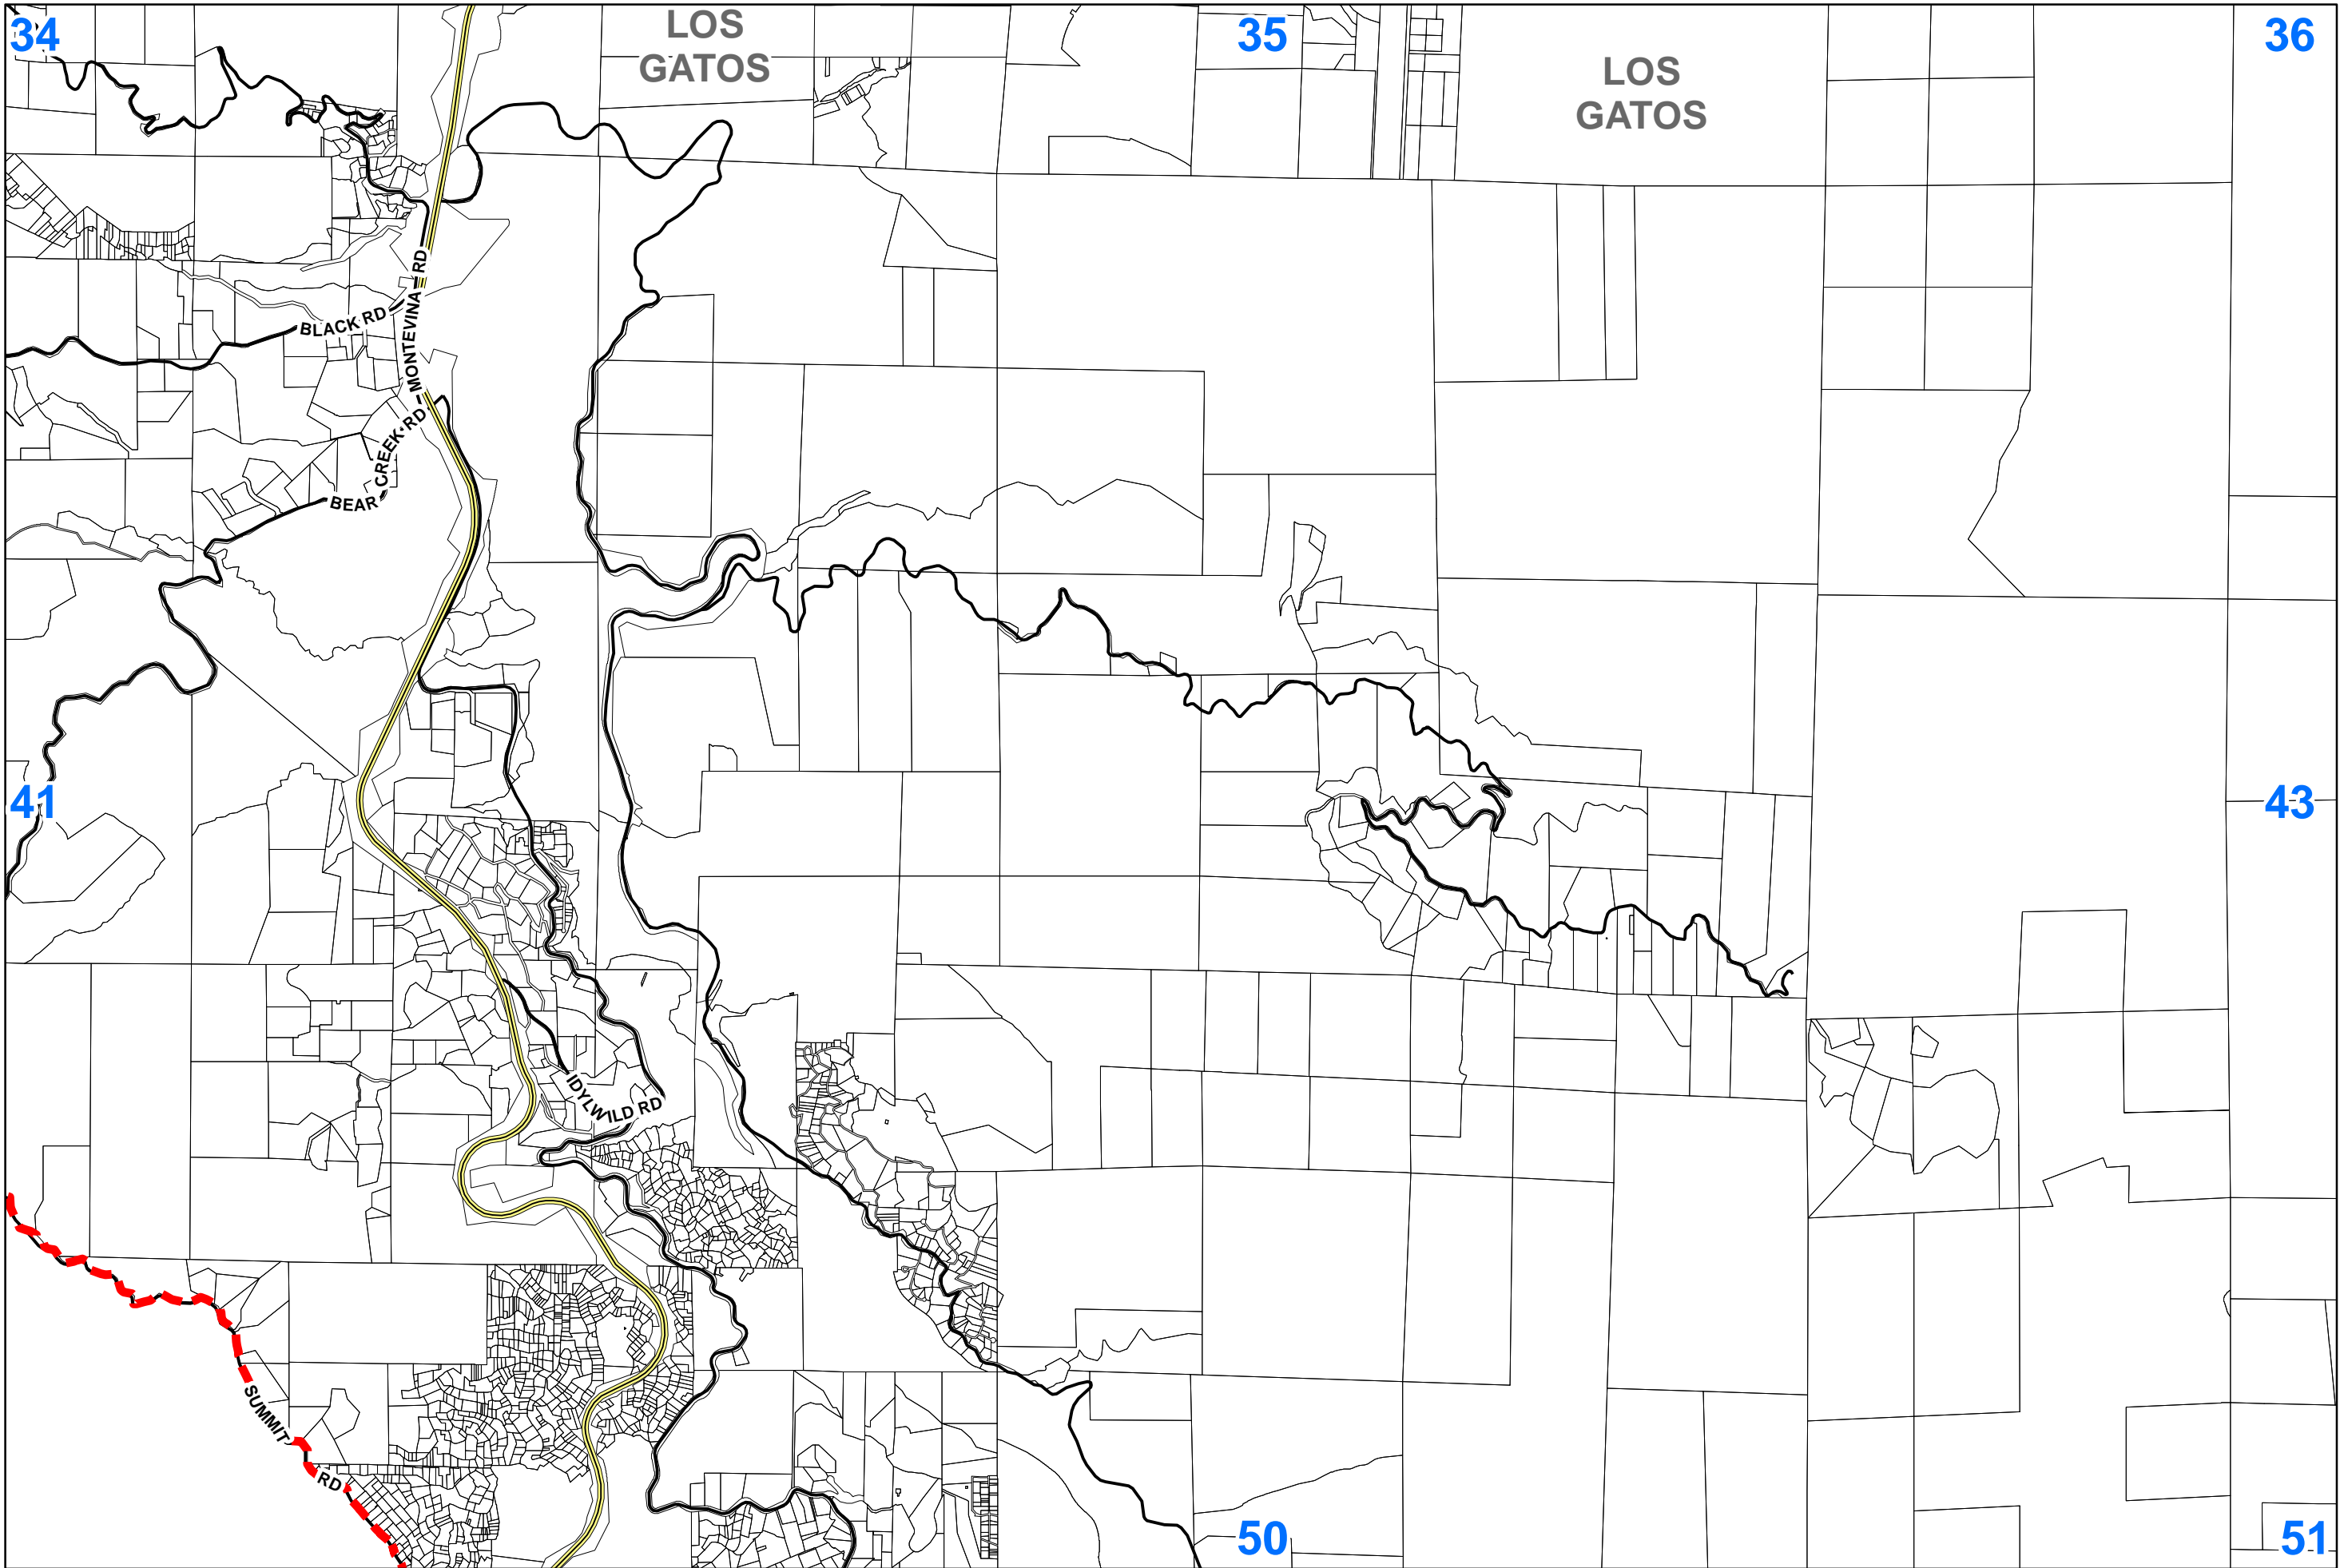 34
LOS
GATOS
35
36
LOS
GATOS
MONTEVINA RD
BLACK RD
BEAR CREEK RD
41
43
IDYLWILD RD
SUMMIT RD
50
51